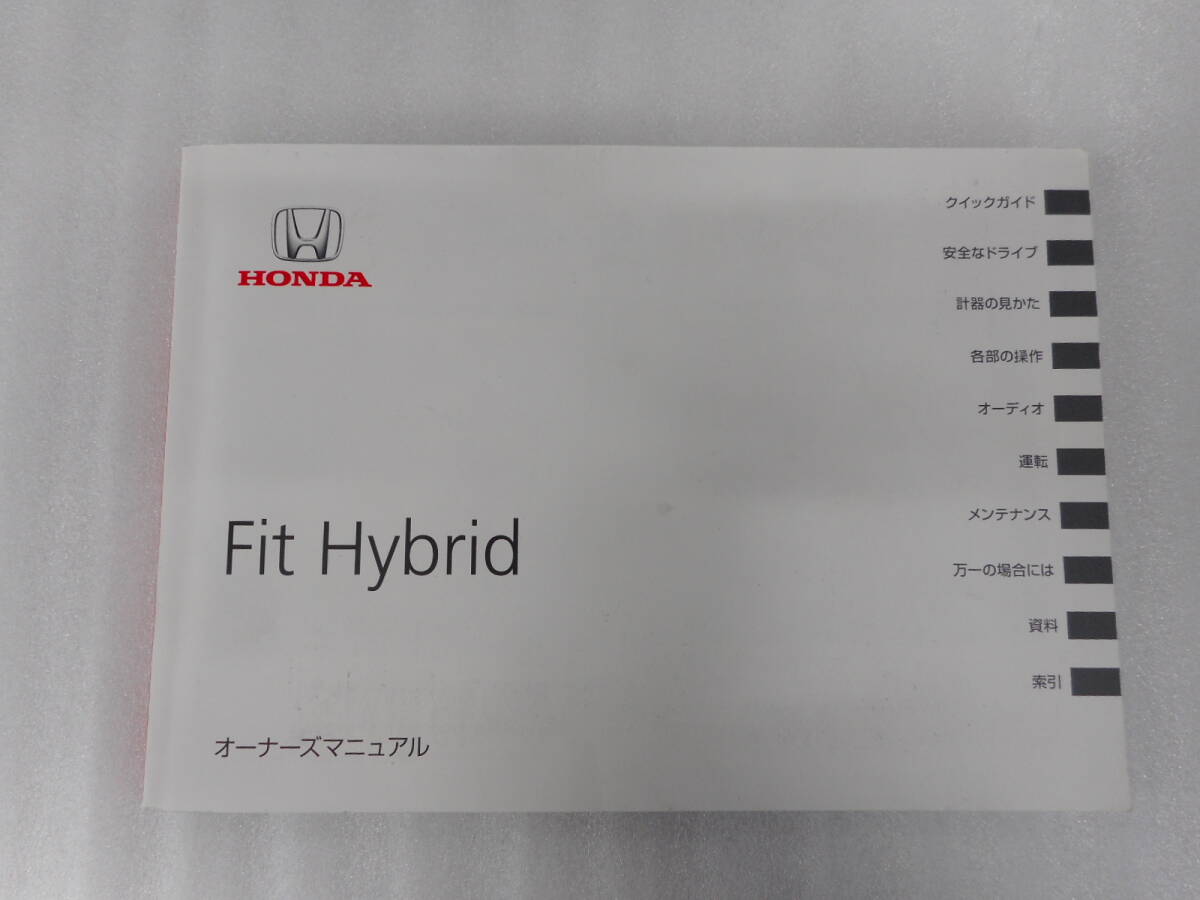 HONDA
Fit Hybrid
オーナーズマニュアル
クイックガイド
安全なドライブ
計器の見かた
各部の操作
オーディオ
運転
メンテナンス
万一の場合には
資料
索引